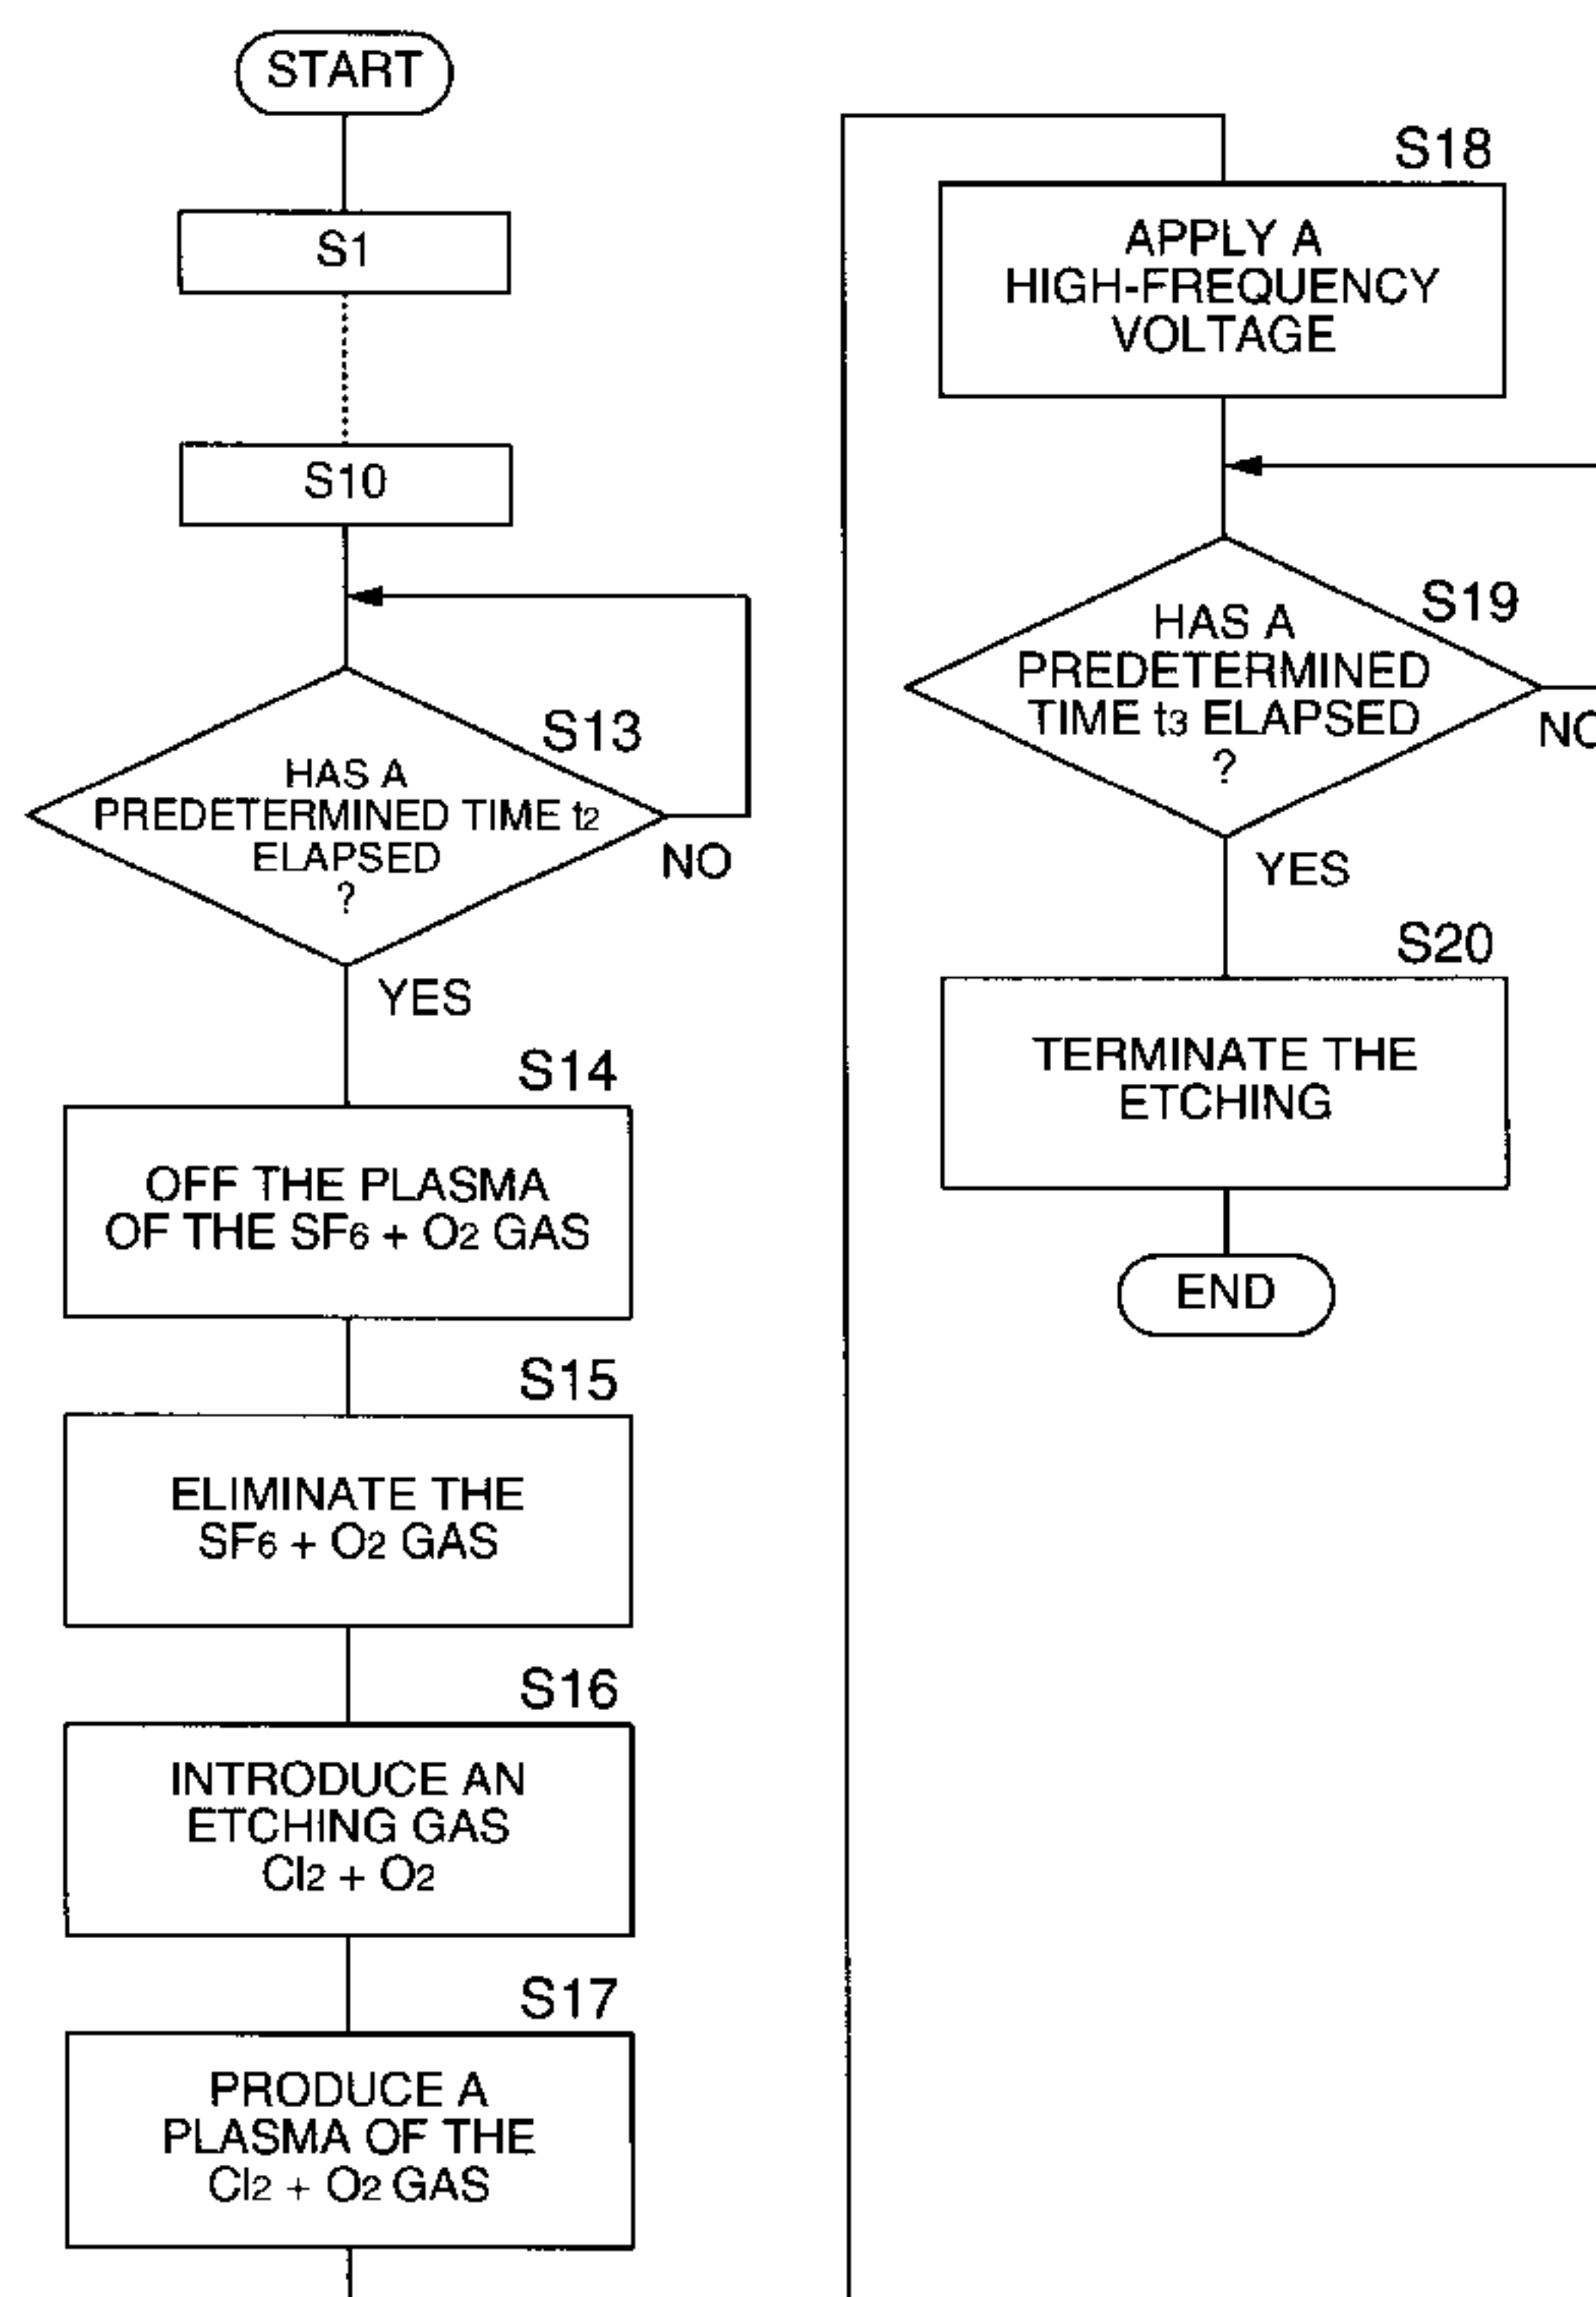 START
S1
S10
S13
HAS A
PREDETERMINED TIME t2
ELAPSED
?
NO
YES
S14
OFF THE PLASMA
OF THE SF6 + O2 GAS
S15
ELIMINATE THE
SF6 + O2 GAS
S16
INTRODUCE AN
ETCHING GAS
Cl2 + O2
S17
PRODUCE A
PLASMA OF THE
Cl2 + O2 GAS
S18
APPLY A
HIGH-FREQUENCY
VOLTAGE
S19
HAS A
PREDETERMINED
TIME t3 ELAPSED
?
NO
YES
S20
TERMINATE THE
ETCHING
END